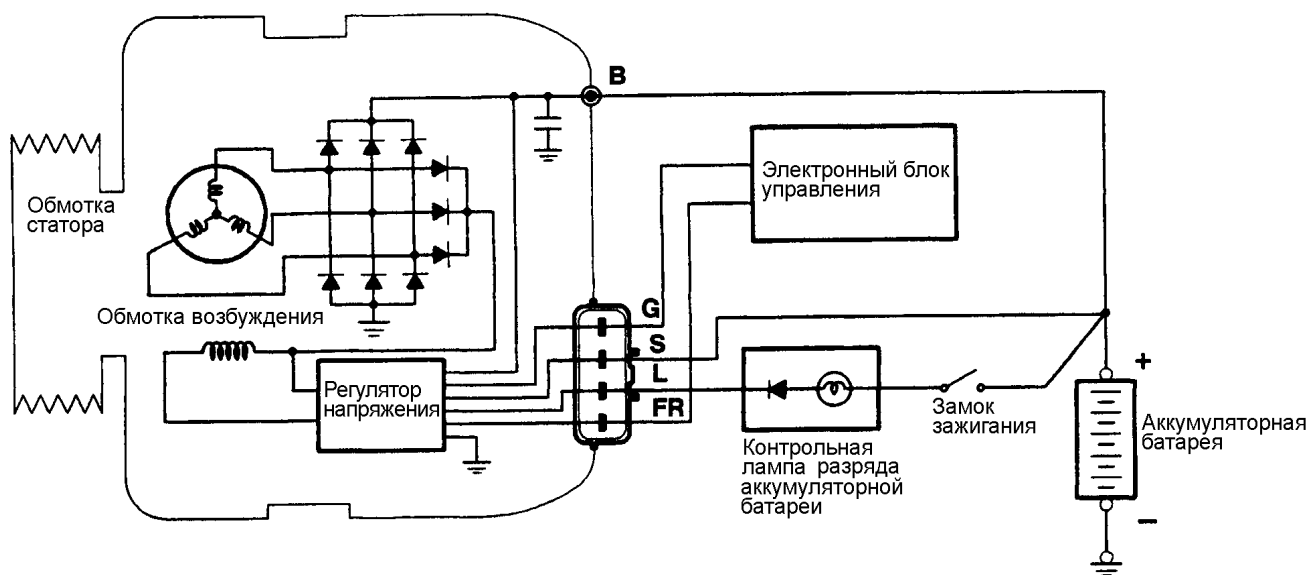 B
Электронный блок
управления
Обмотка
статора
Обмотка возбуждения
G
S
L
FR
Регулятор
напряжения
Замок
зажигания
Контрольная
лампа разряда
аккумуляторной
батареи
+
Аккумуляторная
батарея
−